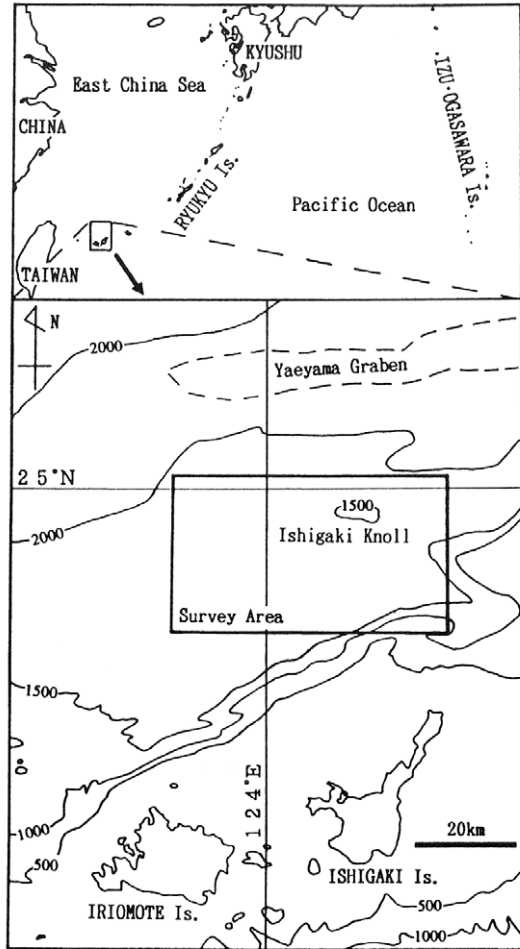 KYUSHU
East China Sea
IZU·OGASAWARA Is.
CHINA
RYUKYU Is.
Pacific Ocean
TAIWAN
N
2000
Yaeyama Graben
25°N
1500
Ishigaki Knoll
2000
Survey Area
1500
124°E
1000
500
20km
ISHIGAKI Is.
IRIOMOTE Is.
500
1000